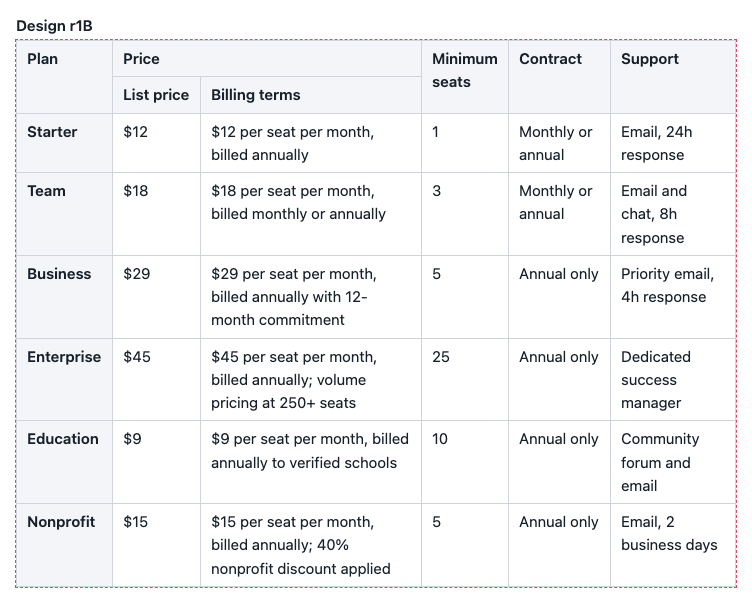 Design r1B
Plan
Price
Minimum
seats
Contract
Support
List price
Billing terms
Starter
$12
$12 per seat per month,
billed annually
1
Monthly or
annual
Email, 24h
response
Team
$18
$18 per seat per month,
billed monthly or annually
3
Monthly or
annual
Email and
chat, 8h
response
Business
$29
$29 per seat per month,
billed annually with 12-
month commitment
5
Annual only
Priority email,
4h response
Enterprise
$45
$45 per seat per month,
billed annually; volume
pricing at 250+ seats
25
Annual only
Dedicated
success
manager
Education
$9
$9 per seat per month, billed
annually to verified schools
10
Annual only
Community
forum and
email
Nonprofit
$15
$15 per seat per month,
billed annually; 40%
nonprofit discount applied
5
Annual only
Email, 2
business days